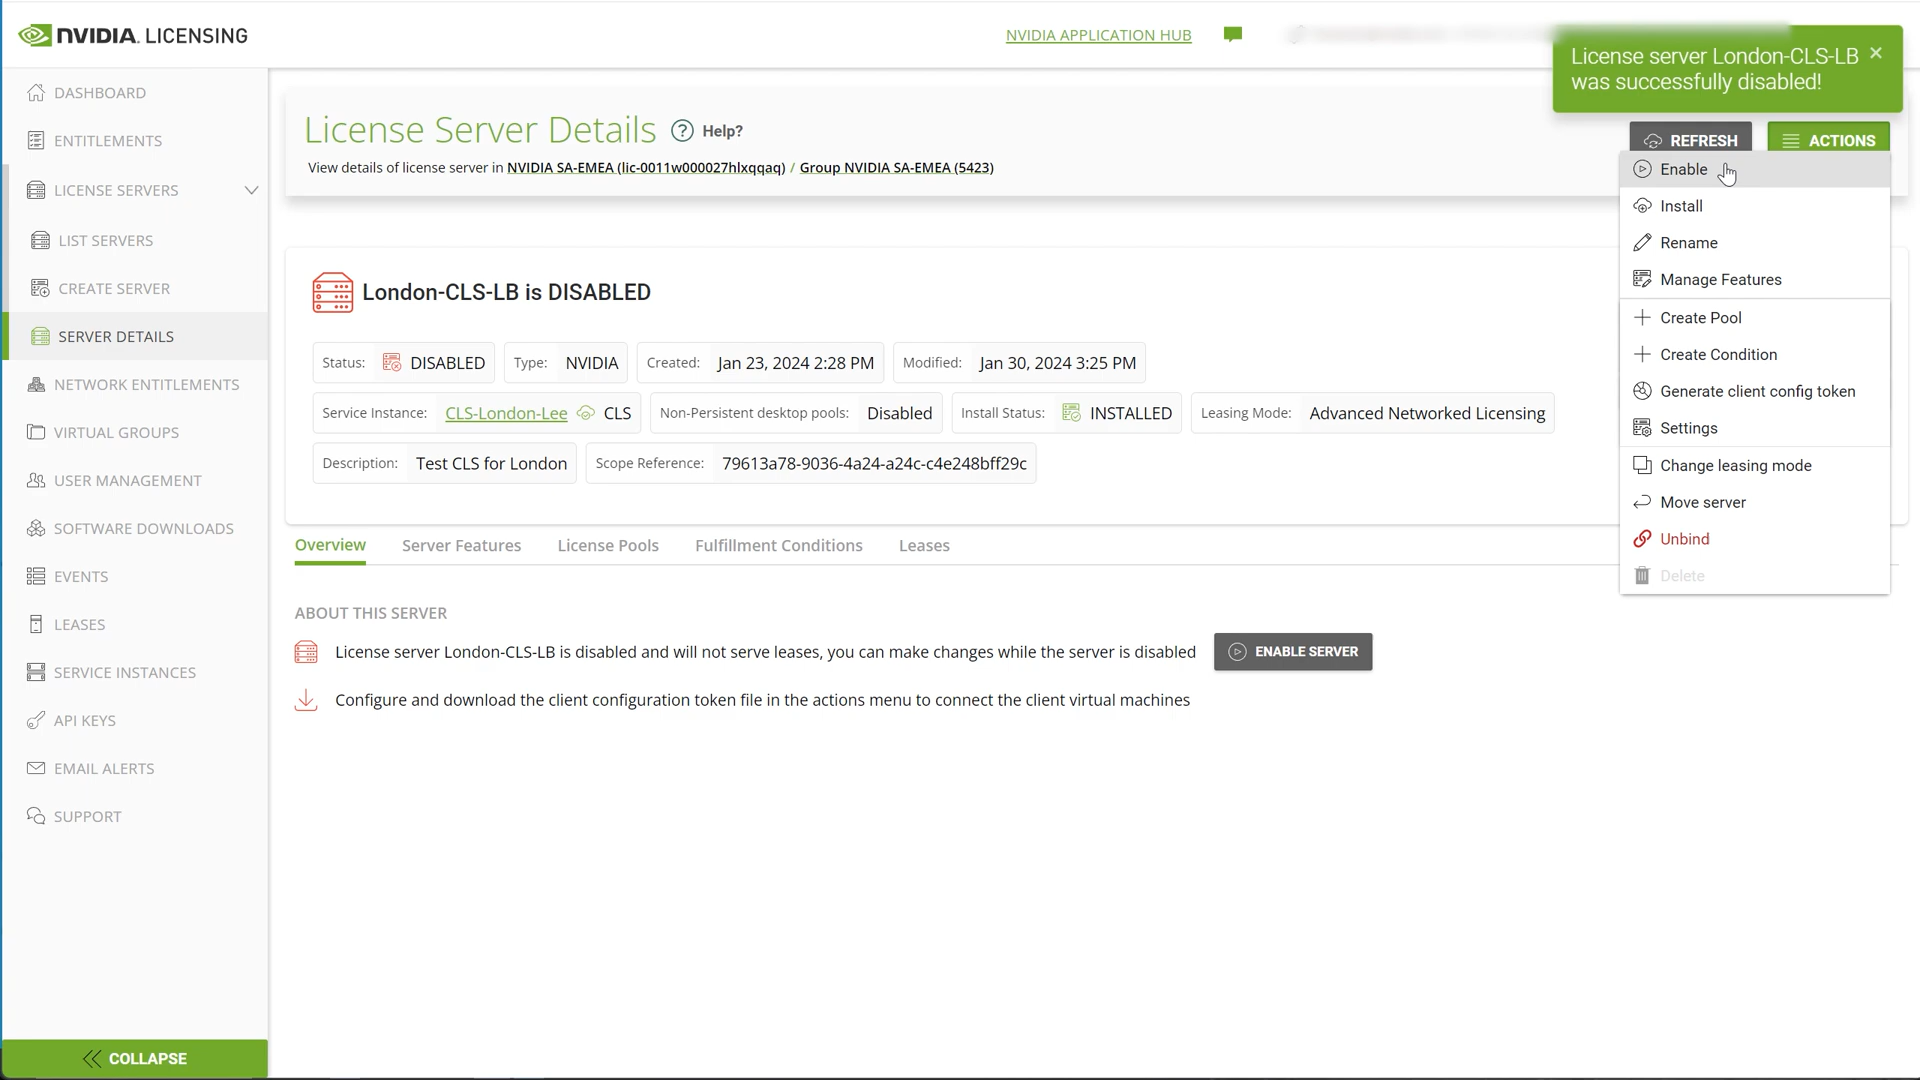 NVIDIA. LICENSING
NVIDIA APPLICATION HUB
License server London-CLS-LB
was successfully disabled!
DASHBOARD
ENTITLEMENTS
LICENSE SERVERS
LIST SERVERS
CREATE SERVER
SERVER DETAILS
NETWORK ENTITLEMENTS
VIRTUAL GROUPS
USER MANAGEMENT
SOFTWARE DOWNLOADS
EVENTS
LEASES
SERVICE INSTANCES
API KEYS
EMAIL ALERTS
SUPPORT
COLLAPSE
License Server Details Help?
View details of license server in NVIDIA SA-EMEA (lic-0011w000027hlxqqaq) / Group NVIDIA SA-EMEA (5423)
REFRESH ACTIONS
Enable
Install
Rename
Manage Features
Create Pool
Create Condition
Generate client config token
Settings
Change leasing mode
Move server
Unbind
Delete
London-CLS-LB is DISABLED
Status: DISABLED Type: NVIDIA Created: Jan 23, 2024 2:28 PM Modified: Jan 30, 2024 3:25 PM
Service Instance: CLS-London-Lee CLS Non-Persistent desktop pools: Disabled Install Status: INSTALLED Leasing Mode: Advanced Networked Licensing
Description: Test CLS for London Scope Reference: 79613a78-9036-4a24-a24c-c4e248bff29c
Overview Server Features License Pools Fulfillment Conditions Leases
ABOUT THIS SERVER
License server London-CLS-LB is disabled and will not serve leases, you can make changes while the server is disabled ENABLE SERVER
Configure and download the client configuration token file in the actions menu to connect the client virtual machines